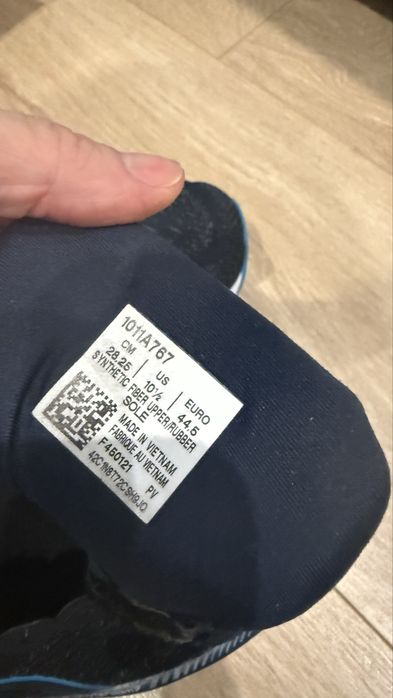 1011A767
CM | US | EURO
28.25 | 10½ | 44.5
SYNTHETIC FIBER UPPER/RUBBER
SOLE
MADE IN VIETNAM
FABRIQUE AU VIETNAM
F450121 PV